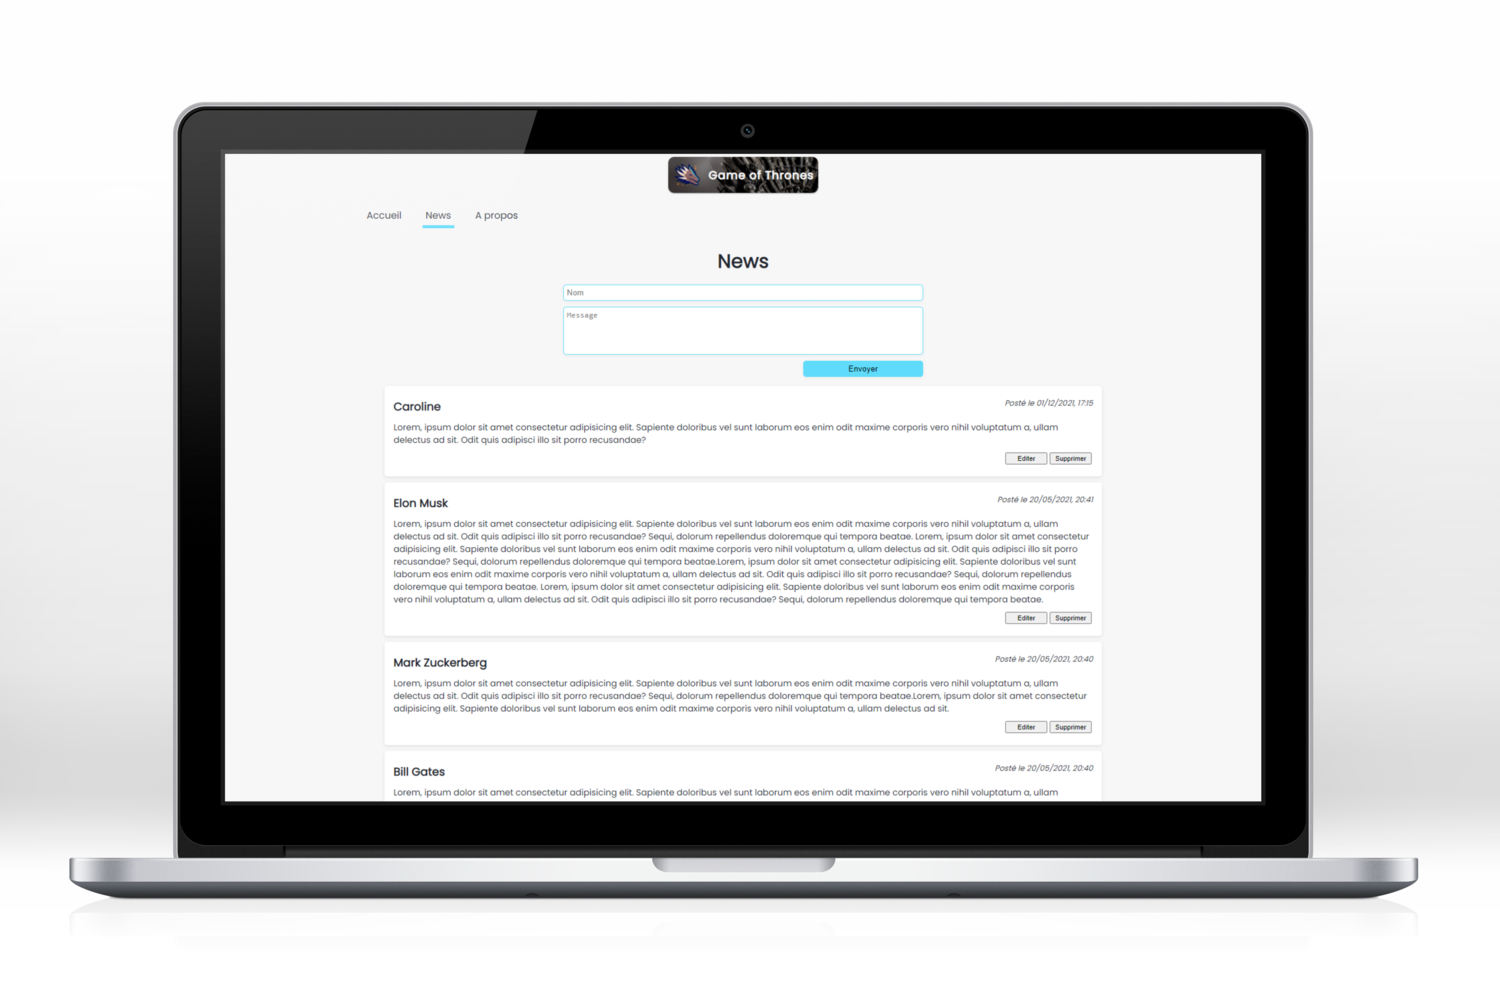 Game of Thrones
Accueil News A propos
News
Nom
Message
Envoyer
Caroline
Posté le 01/12/2021, 17:15
Lorem, ipsum dolor sit amet consectetur adipisicing elit. Sapiente doloribus vel sunt laborum eos enim odit maxime corporis vero nihil voluptatum a, ullam
delectus ad sit. Odit quis adipisci illo sit porro recusandae?
Editer Supprimer
Elon Musk
Posté le 20/05/2021, 20:41
Lorem, ipsum dolor sit amet consectetur adipisicing elit. Sapiente doloribus vel sunt laborum eos enim odit maxime corporis vero nihil voluptatum a, ullam
delectus ad sit. Odit quis adipisci illo sit porro recusandae? Sequi, dolorum repellendus doloremque qui tempora beatae. Lorem, ipsum dolor sit amet consectetur
adipisicing elit. Sapiente doloribus vel sunt laborum eos enim odit maxime corporis vero nihil voluptatum a, ullam delectus ad sit. Odit quis adipisci illo sit porro
recusandae? Sequi, dolorum repellendus doloremque qui tempora beatae.Lorem, ipsum dolor sit amet consectetur adipisicing elit. Sapiente doloribus vel sunt
laborum eos enim odit maxime corporis vero nihil voluptatum a, ullam delectus ad sit. Odit quis adipisci illo sit porro recusandae? Sequi, dolorum repellendus
doloremque qui tempora beatae. Lorem, ipsum dolor sit amet consectetur adipisicing elit. Sapiente doloribus vel sunt laborum eos enim odit maxime corporis
vero nihil voluptatum a, ullam delectus ad sit. Odit quis adipisci illo sit porro recusandae? Sequi, dolorum repellendus doloremque qui tempora beatae.
Editer Supprimer
Mark Zuckerberg
Posté le 20/05/2021, 20:40
Lorem, ipsum dolor sit amet consectetur adipisicing elit. Sapiente doloribus vel sunt laborum eos enim odit maxime corporis vero nihil voluptatum a, ullam
delectus ad sit. Odit quis adipisci illo sit porro recusandae? Sequi, dolorum repellendus doloremque qui tempora beatae.Lorem, ipsum dolor sit amet consectetur
adipisicing elit. Sapiente doloribus vel sunt laborum eos enim odit maxime corporis vero nihil voluptatum a, ullam delectus ad sit.
Editer Supprimer
Bill Gates
Posté le 20/05/2021, 20:40
Lorem, ipsum dolor sit amet consectetur adipisicing elit. Sapiente doloribus vel sunt laborum eos enim odit maxime corporis vero nihil voluptatum a, ullam